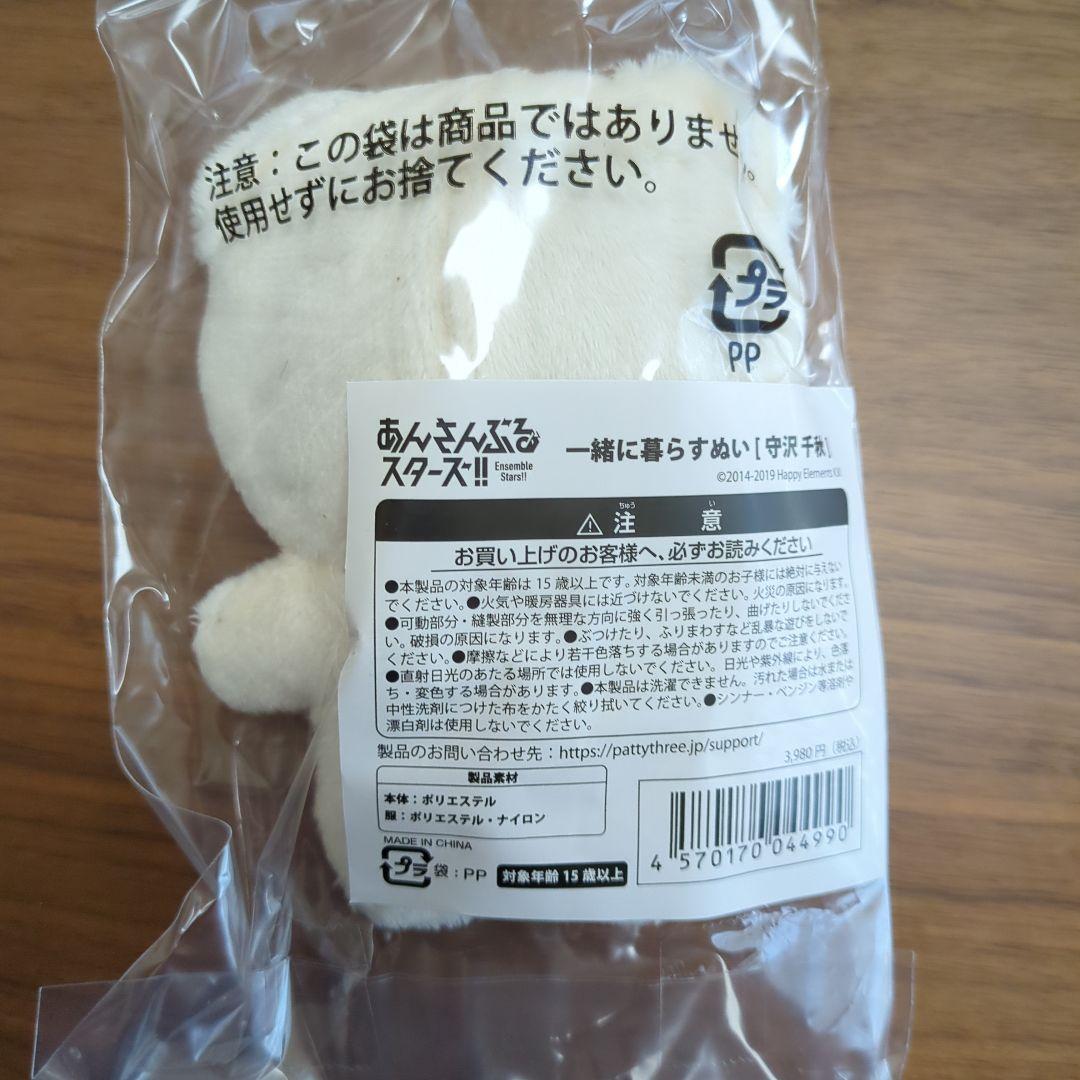 注意：この袋は商品ではありませ
使用せずにお捨てください。
プラ
PP
あんさんぶる
スターズ!!
Ensemble
Stars!!
一緒に暮らすぬい [ 守沢 千秋 ]
©2014-2019 Happy Elements K.K
ちゅう い
⚠注 意
お買い上げのお客様へ、必ずお読みください
●本製品の対象年齢は 15 歳以上です。対象年齢未満のお子様には絶対に与えない
でください。●火気や暖房器具には近づけないでください。火災の原因になります。
●可動部分・縫製部分を無理な方向に強く引っ張ったり、曲げたりしないでくださ
い。破損の原因になります。●ぶつけたり、ふりまわすなど乱暴な遊びをしないで
ください。●摩擦などにより若干色落ちする場合がありますのでご注意ください。
●直射日光のあたる場所では使用しないでください。日光や紫外線により、色落
ち・変色する場合があります。●本製品は洗濯できません。汚れた場合は水または
中性洗剤につけた布をかたく絞り拭いてください。●シンナー・ベンジン等溶剤や
漂白剤は使用しないでください。
製品のお問い合わせ先：https://pattythree.jp/support/
3,980 円（税込）
製品素材
本体：ポリエステル
服：ポリエステル・ナイロン
MADE IN CHINA
プラ 袋：PP
対象年齢 15 歳以上
4 570170 044990